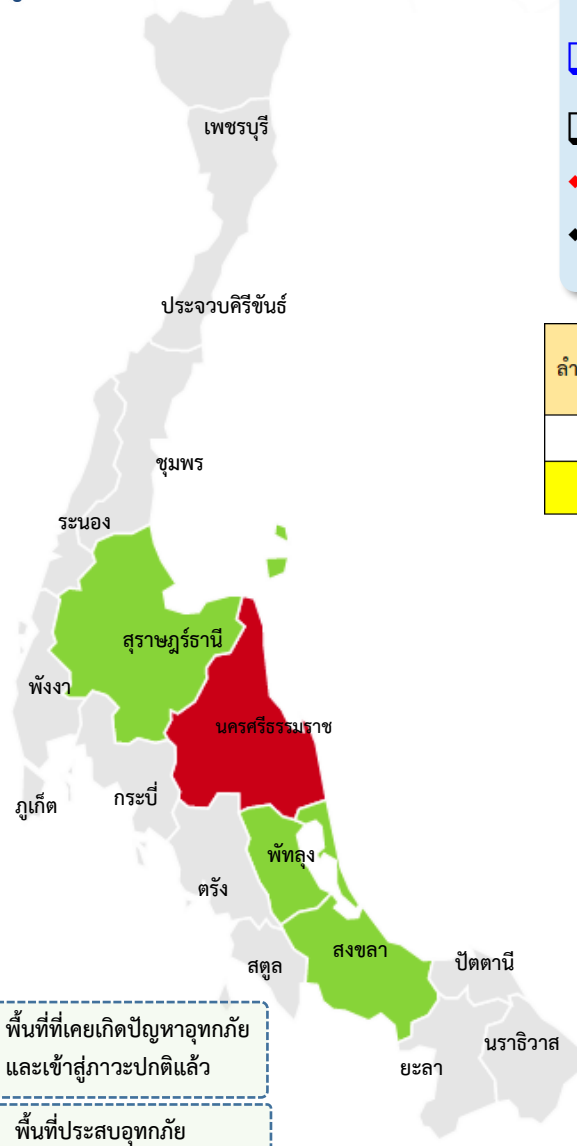 เพชรบุรี
ประจวบคิรีขันธ์
ชุมพร
ระนอง
สุราษฎร์ธานี
พังงา
นครศรีธรรมราช
กระบี่
ภูเก็ต
พัทลุง
ตรัง
สงขลา
สตูล
ปัตตานี
นราธิวาส
ยะลา
พื้นที่ที่เคยเกิดปัญหาอุทกภัย
และเข้าสู่ภาวะปกติแล้ว
พื้นที่ประสบอุทกภัย